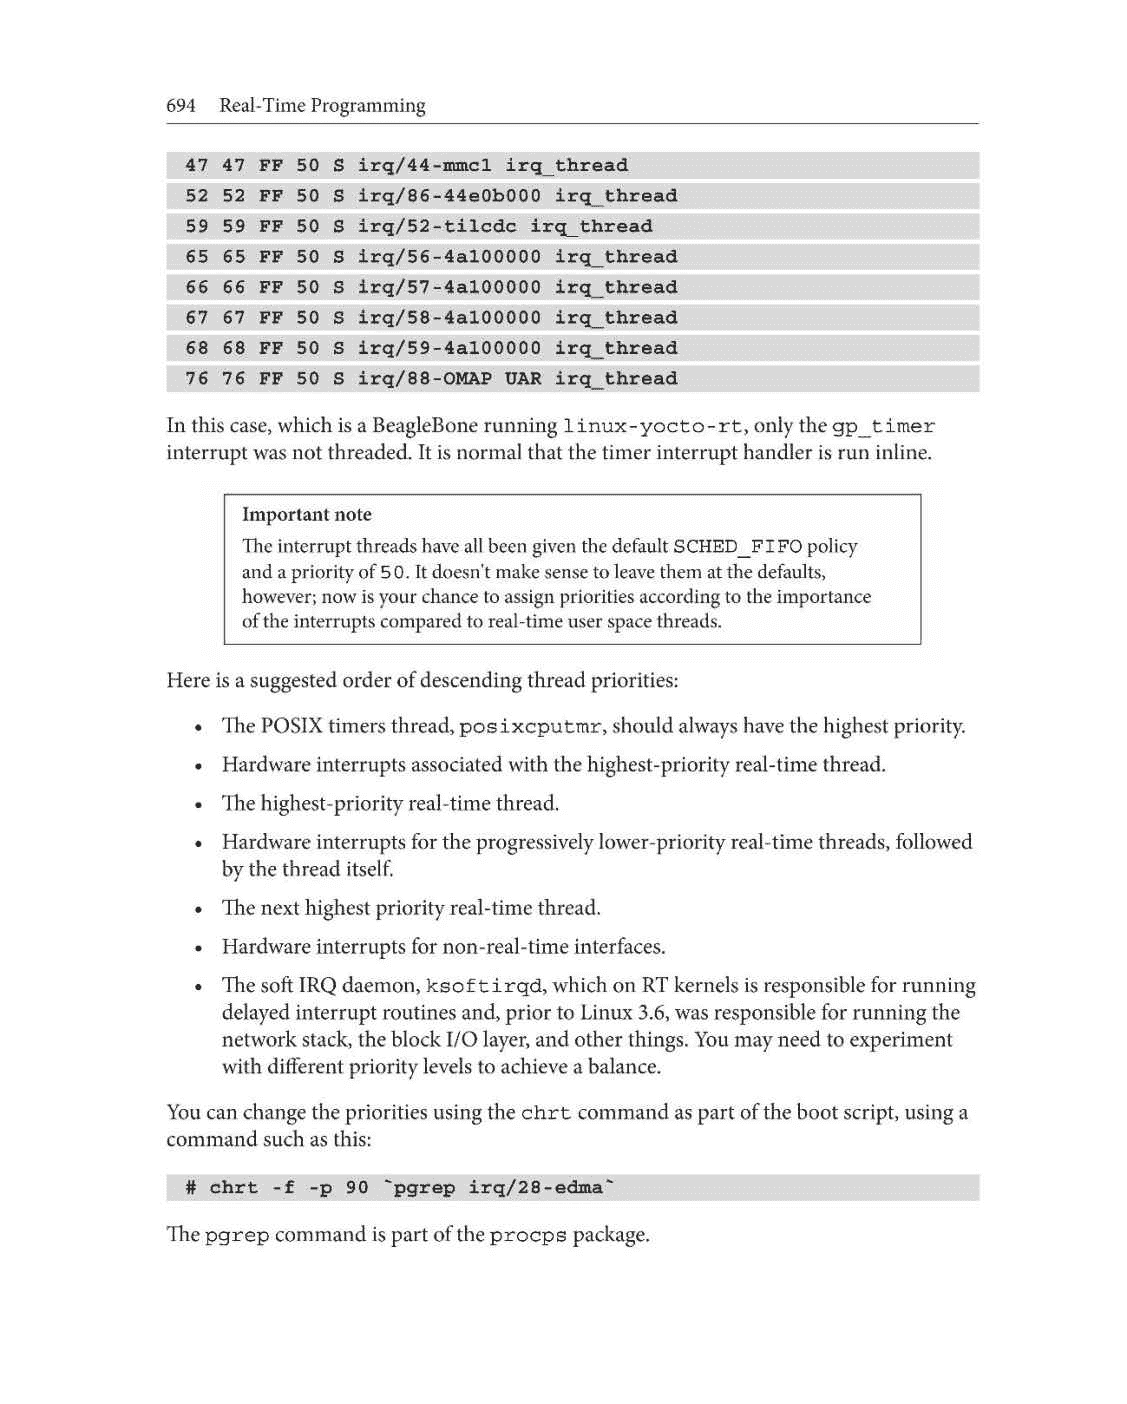 694 Real-Time Programming
47 47 FF 50 S irq/44-mmc1 irq_thread
52 52 FF 50 S irq/86-44e0b000 irq_thread
59 59 FF 50 S irq/52-tilcdc irq_thread
65 65 FF 50 S irq/56-4a100000 irq_thread
66 66 FF 50 S irq/57-4a100000 irq_thread
67 67 FF 50 S irq/58-4a100000 irq_thread
68 68 FF 50 S irq/59-4a100000 irq_thread
76 76 FF 50 S irq/88-OMAP UAR irq_thread
In this case, which is a BeagleBone running linux-yocto-rt, only the gp_timer
interrupt was not threaded. It is normal that the timer interrupt handler is run inline.
Important note
The interrupt threads have all been given the default SCHED_FIFO policy
and a priority of 50. It doesn't make sense to leave them at the defaults,
however; now is your chance to assign priorities according to the importance
of the interrupts compared to real-time user space threads.
Here is a suggested order of descending thread priorities:
• The POSIX timers thread, posixcputmr, should always have the highest priority.
• Hardware interrupts associated with the highest-priority real-time thread.
• The highest-priority real-time thread.
• Hardware interrupts for the progressively lower-priority real-time threads, followed
by the thread itself.
• The next highest priority real-time thread.
• Hardware interrupts for non-real-time interfaces.
• The soft IRQ daemon, ksoftirqd, which on RT kernels is responsible for running
delayed interrupt routines and, prior to Linux 3.6, was responsible for running the
network stack, the block I/O layer, and other things. You may need to experiment
with different priority levels to achieve a balance.
You can change the priorities using the chrt command as part of the boot script, using a
command such as this:
# chrt -f -p 90 `pgrep irq/28-edma`
The pgrep command is part of the procps package.